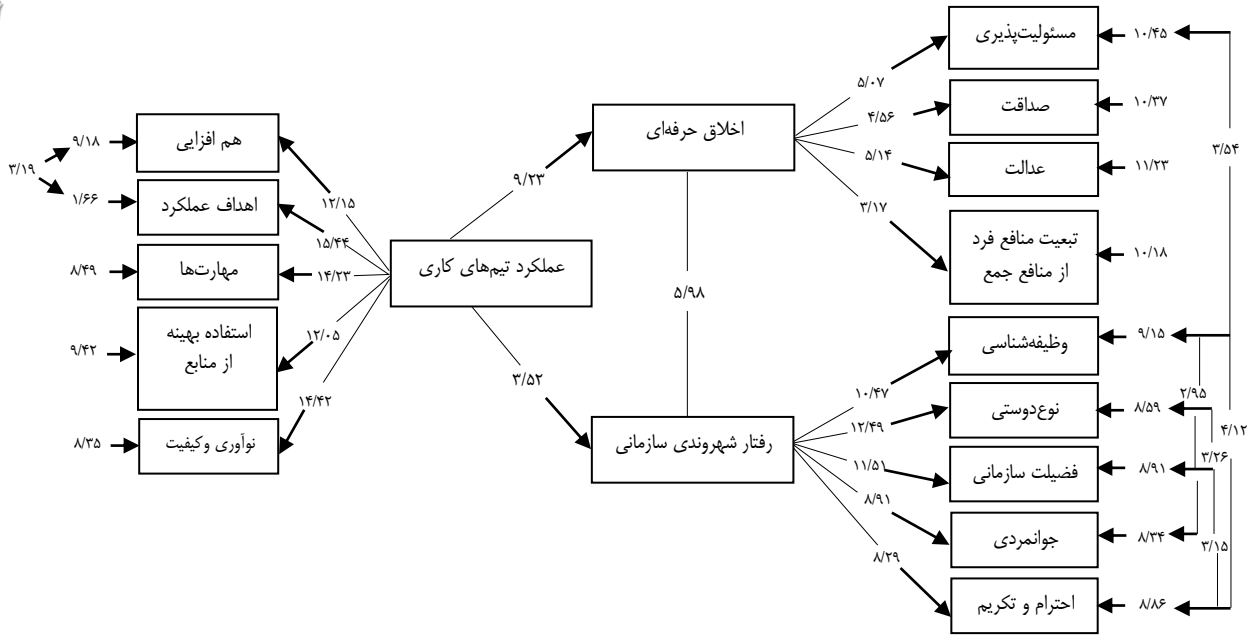 مسئولیت‌پذیری
۱۰/۴۵
۵/۰۷
صداقت
۱۰/۳۷
۴/۵۶
اخلاق حرفه‌ای
عدالت
۱۱/۲۳
۵/۱۴
۳/۵۴
هم افزایی
۹/۱۸
۳/۱۹
۹/۲۳
۱۲/۱۵
۳/۱۷
اهداف عملکرد
۱/۶۶
۱۵/۴۴
تبعیت منافع فرد
از منافع جمع
۱۰/۱۸
عملکرد تیم‌های کاری
۱۴/۲۳
مهارت‌ها
۸/۴۹
۵/۹۸
استفاده بهینه
از منابع
۹/۴۲
۱۲/۰۵
وظیفه‌شناسی
۹/۱۵
۳/۵۲
۱۰/۴۷
۲/۹۵
۱۴/۴۲
نوع‌دوستی
۸/۵۹
۱۲/۴۹
۴/۱۲
نوآوری وکیفیت
۸/۳۵
رفتار شهروندی سازمانی
۳/۲۶
فضیلت سازمانی
۸/۹۱
۱۱/۵۱
۸/۹۱
جوانمردی
۸/۳۴
۳/۱۵
۸/۲۹
احترام و تکریم
۸/۸۶